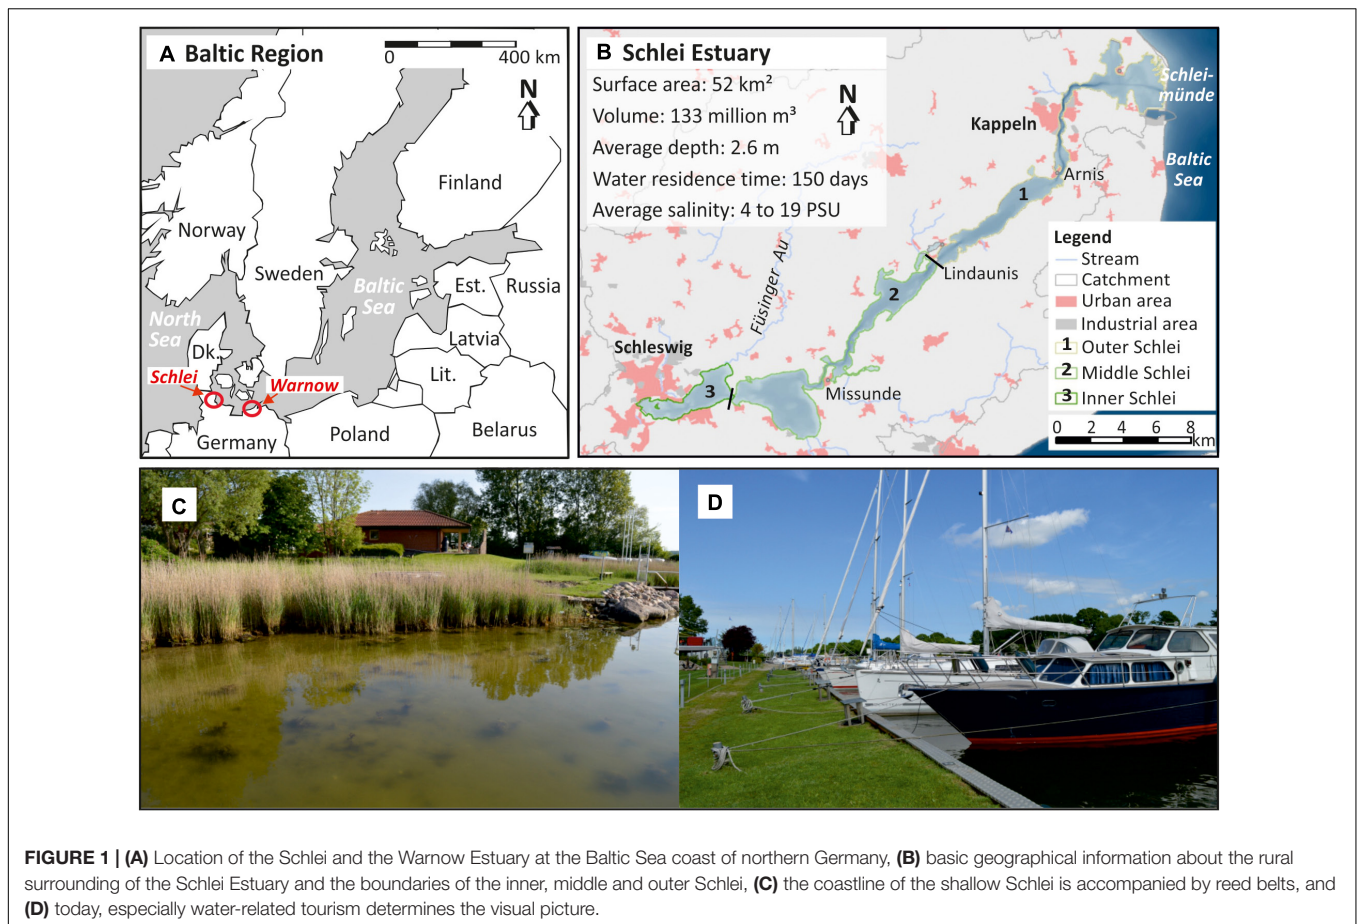 A Baltic Region
0 400 km
N
Finland
Norway
Sweden
Baltic
Sea
Est.
Russia
North
Sea
Latvia
Dk.
Lit.
Schlei
Warnow
Germany
Poland
Belarus
B Schlei Estuary
Surface area: 52 km²
Volume: 133 million m³
Average depth: 2.6 m
Water residence time: 150 days
Average salinity: 4 to 19 PSU
N
Schlei-
münde
Kappeln
Baltic
Sea
Arnis
1
Lindaunis
2
Füsinger Au
Schleswig
3
Missunde
Legend
Stream
Catchment
Urban area
Industrial area
1 Outer Schlei
2 Middle Schlei
3 Inner Schlei
0 2 4 6 8
km
C
D
FIGURE 1 | (A) Location of the Schlei and the Warnow Estuary at the Baltic Sea coast of northern Germany, (B) basic geographical information about the rural
surrounding of the Schlei Estuary and the boundaries of the inner, middle and outer Schlei, (C) the coastline of the shallow Schlei is accompanied by reed belts, and
(D) today, especially water-related tourism determines the visual picture.